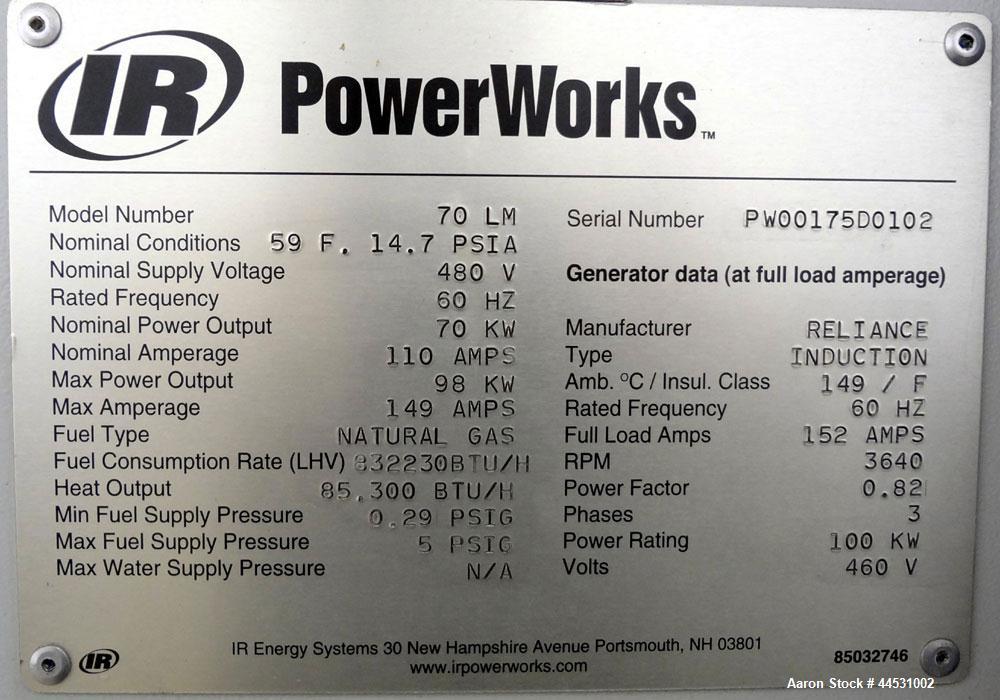 IR PowerWorks™
Model Number 70 LM
Nominal Conditions 59 F. 14.7 PSIA
Nominal Supply Voltage 480 V
Rated Frequency 60 HZ
Nominal Power Output 70 KW
Nominal Amperage 110 AMPS
Max Power Output 98 KW
Max Amperage 149 AMPS
Fuel Type NATURAL GAS
Fuel Consumption Rate (LHV) 832230BTU/H
Heat Output 85,300 BTU/H
Min Fuel Supply Pressure 0.29 PSIG
Max Fuel Supply Pressure 5 PSIG
Max Water Supply Pressure N/A
Serial Number PW00175D0102
Generator data (at full load amperage)
Manufacturer RELIANCE
Type INDUCTION
Amb. °C / Insul. Class 149 / F
Rated Frequency 60 HZ
Full Load Amps 152 AMPS
RPM 3640
Power Factor 0.82
Phases 3
Power Rating 100 KW
Volts 460 V
IR
IR Energy Systems 30 New Hampshire Avenue Portsmouth, NH 03801
www.irpowerworks.com
85032746
Aaron Stock # 44531002